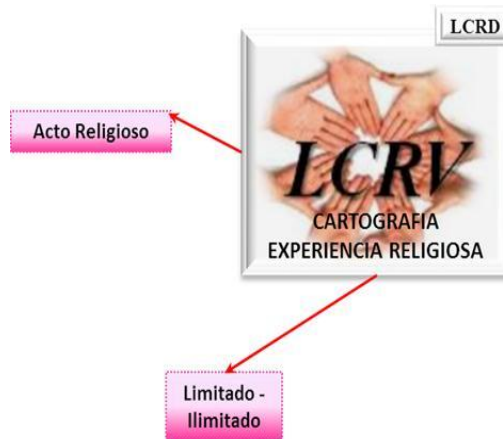 LCRD
Acto Religioso
LCRV
CARTOGRAFIA
EXPERIENCIA RELIGIOSA
Limitado -
Ilimitado